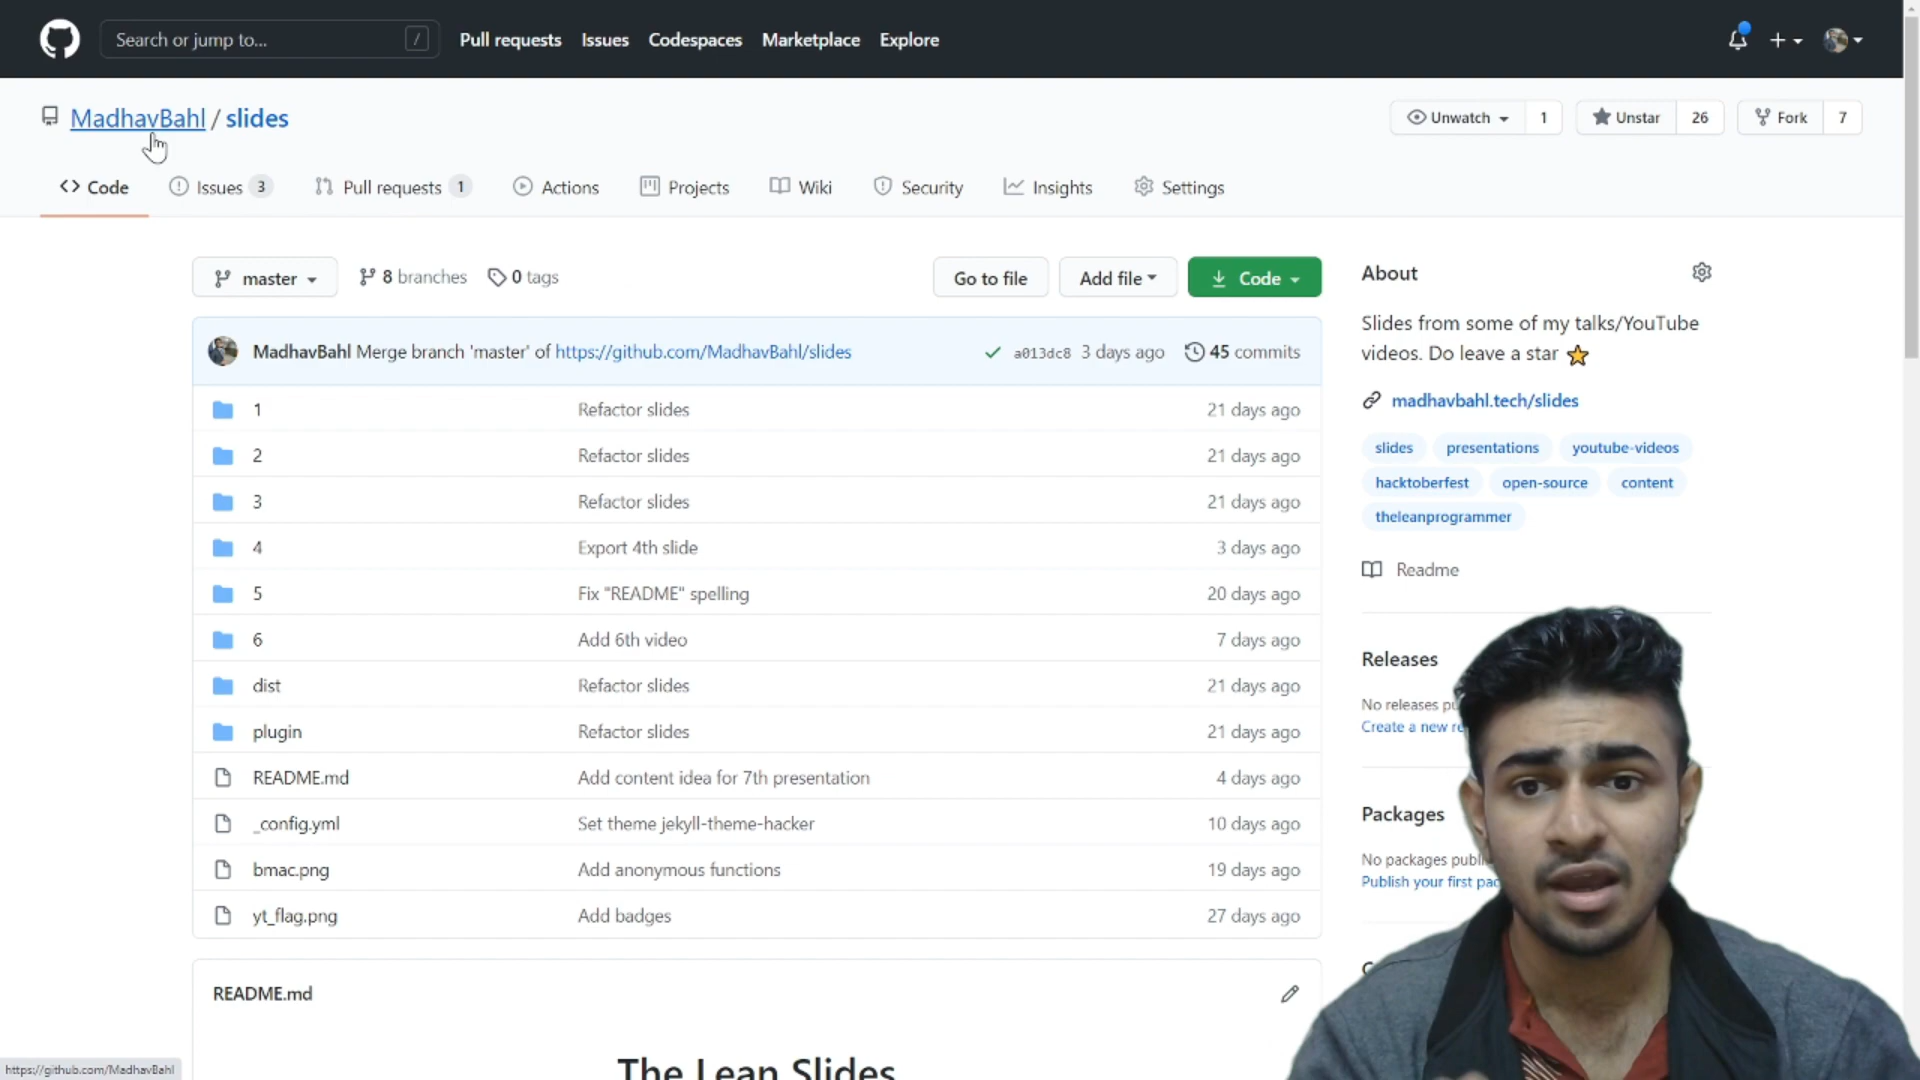 Search or jump to... /
Pull requests Issues Codespaces Marketplace Explore
MadhavBahl / slides
Unwatch 1 Unstar 26 Fork 7
Code Issues 3 Pull requests 1 Actions Projects Wiki Security Insights Settings
master 8 branches 0 tags Go to file Add file Code
MadhavBahl Merge branch 'master' of https://github.com/MadhavBahl/slides a013dc8 3 days ago 45 commits
1 Refactor slides 21 days ago
2 Refactor slides 21 days ago
3 Refactor slides 21 days ago
4 Export 4th slide 3 days ago
5 Fix "README" spelling 20 days ago
6 Add 6th video 7 days ago
dist Refactor slides 21 days ago
plugin Refactor slides 21 days ago
README.md Add content idea for 7th presentation 4 days ago
_config.yml Set theme jekyll-theme-hacker 10 days ago
bmac.png Add anonymous functions 19 days ago
yt_flag.png Add badges 27 days ago
README.md
The Lean Slides
About
Slides from some of my talks/YouTube
videos. Do leave a star ⭐
madhavbahl.tech/slides
slides presentations youtube-videos
hacktoberfest open-source content
theleanprogrammer
Readme
Releases
No releases
Create a new
Packages
No packages
Publish your first
https://github.com/MadhavBahl